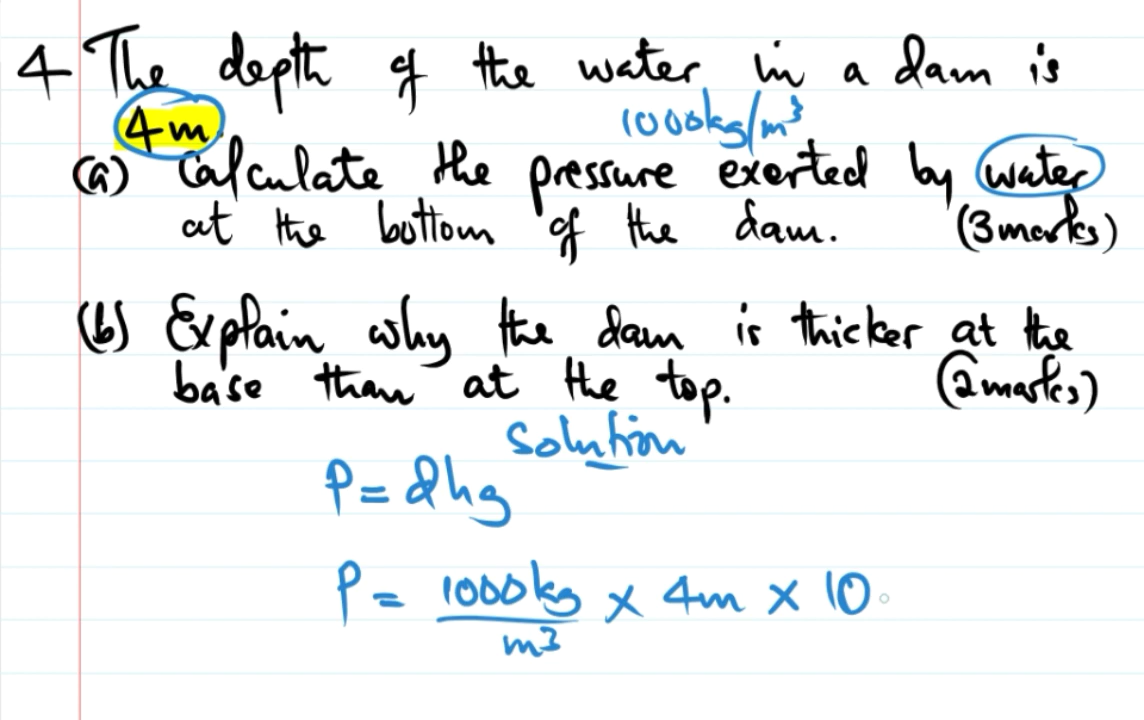 4 The depth of the water in a dam is
4m.
1000kg/m³
(a) Calculate the pressure exerted by water
at the bottom of the dam. (3marks)
(b) Explain why the dam is thicker at the
base than at the top. (2marks)
Solution
P = dhg
P = 1000kg/m³ × 4m × 10